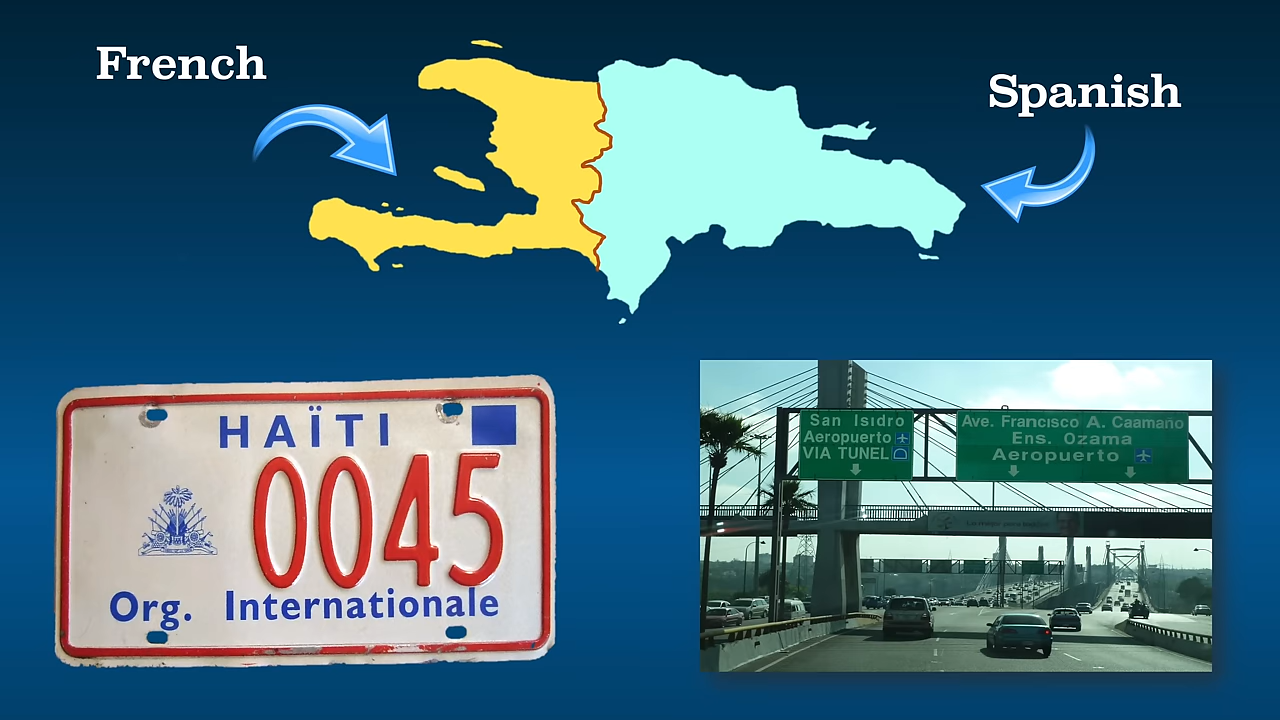 French
Spanish
HAÏTI
0045
Org. Internationale
San Isidro
Aeropuerto
VIA TUNEL
Ave. Francisco A. Caamaño
Ens. Ozama
Aeropuerto